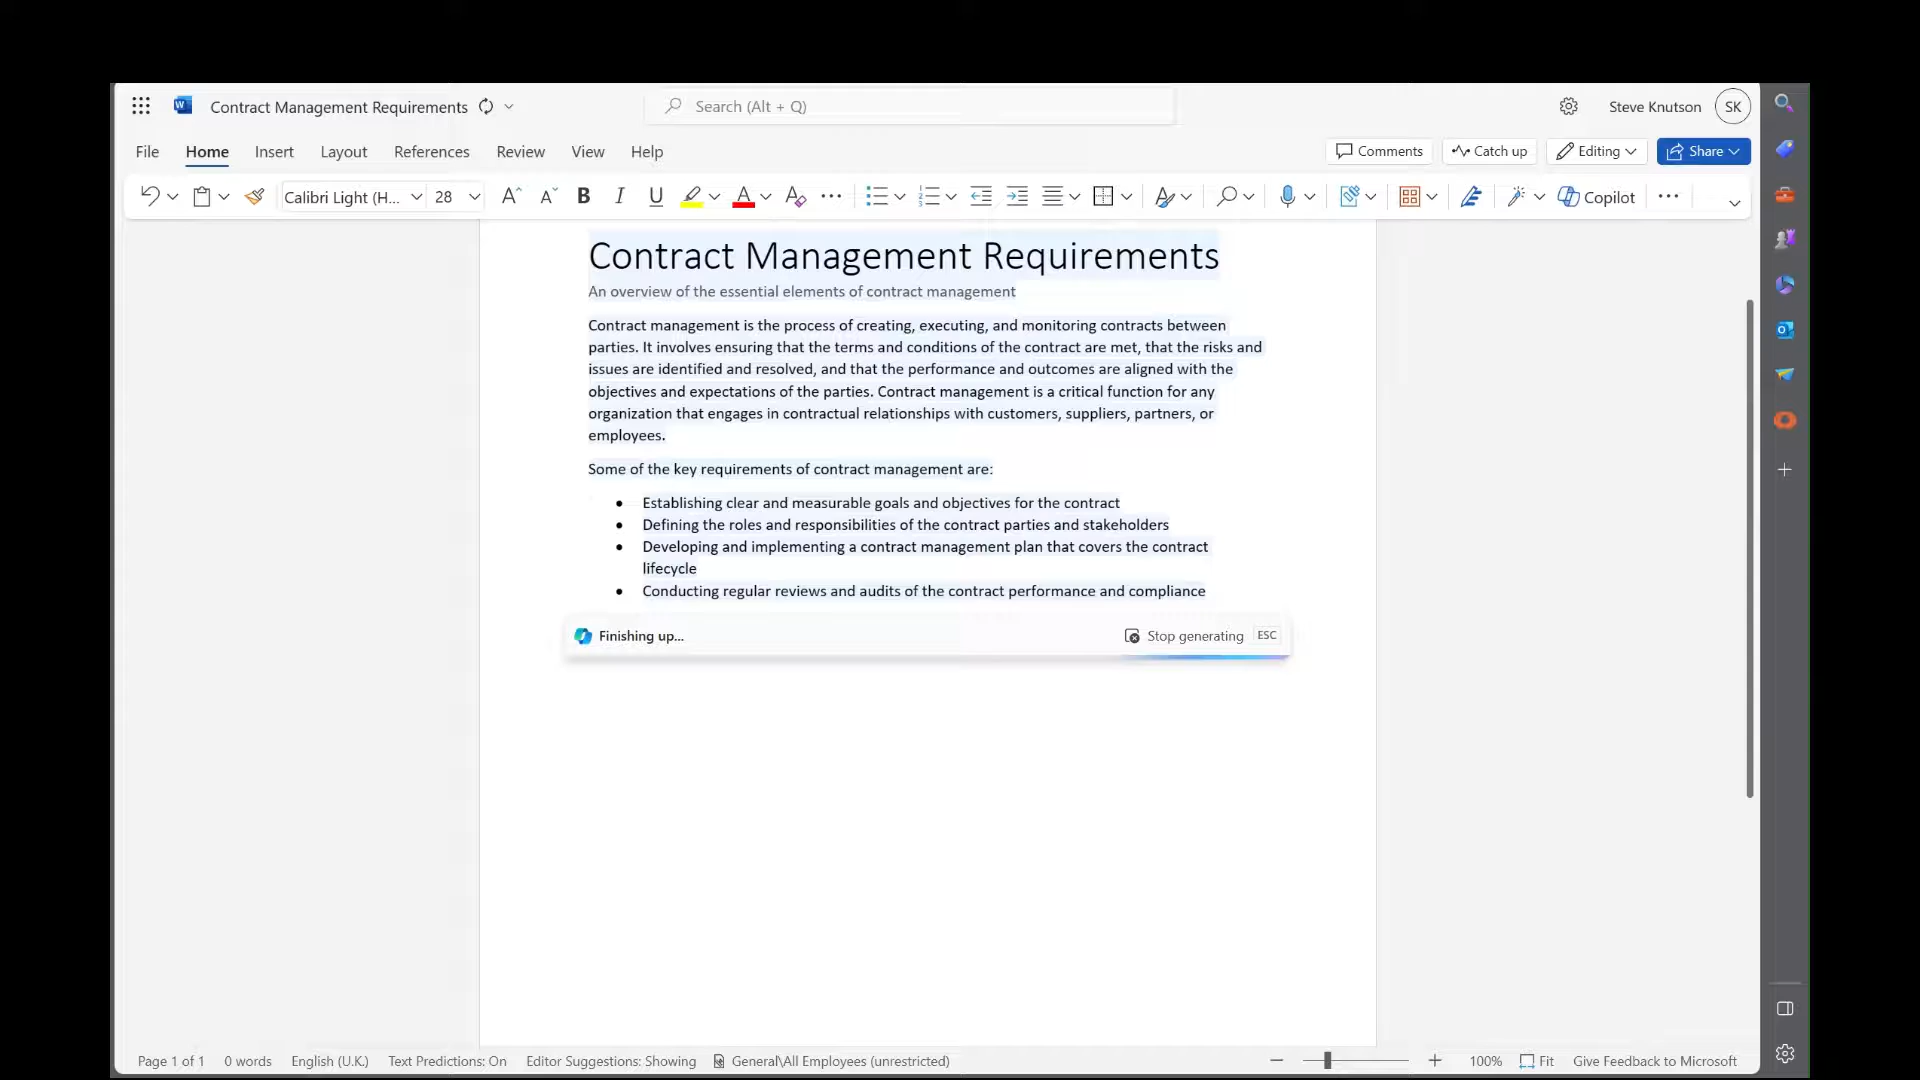 Contract Management Requirements
Search (Alt + Q)
Steve Knutson
SK
File
Home
Insert
Layout
References
Review
View
Help
Comments
Catch up
Editing
Share
Calibri Light (H...
28
Copilot
Contract Management Requirements
An overview of the essential elements of contract management
Contract management is the process of creating, executing, and monitoring contracts between
parties. It involves ensuring that the terms and conditions of the contract are met, that the risks and
issues are identified and resolved, and that the performance and outcomes are aligned with the
objectives and expectations of the parties. Contract management is a critical function for any
organization that engages in contractual relationships with customers, suppliers, partners, or
employees.
Some of the key requirements of contract management are:
• Establishing clear and measurable goals and objectives for the contract
• Defining the roles and responsibilities of the contract parties and stakeholders
• Developing and implementing a contract management plan that covers the contract
lifecycle
• Conducting regular reviews and audits of the contract performance and compliance
Finishing up...
Stop generating
ESC
Page 1 of 1
0 words
English (U.K.)
Text Predictions: On
Editor Suggestions: Showing
General\All Employees (unrestricted)
100%
Fit
Give Feedback to Microsoft